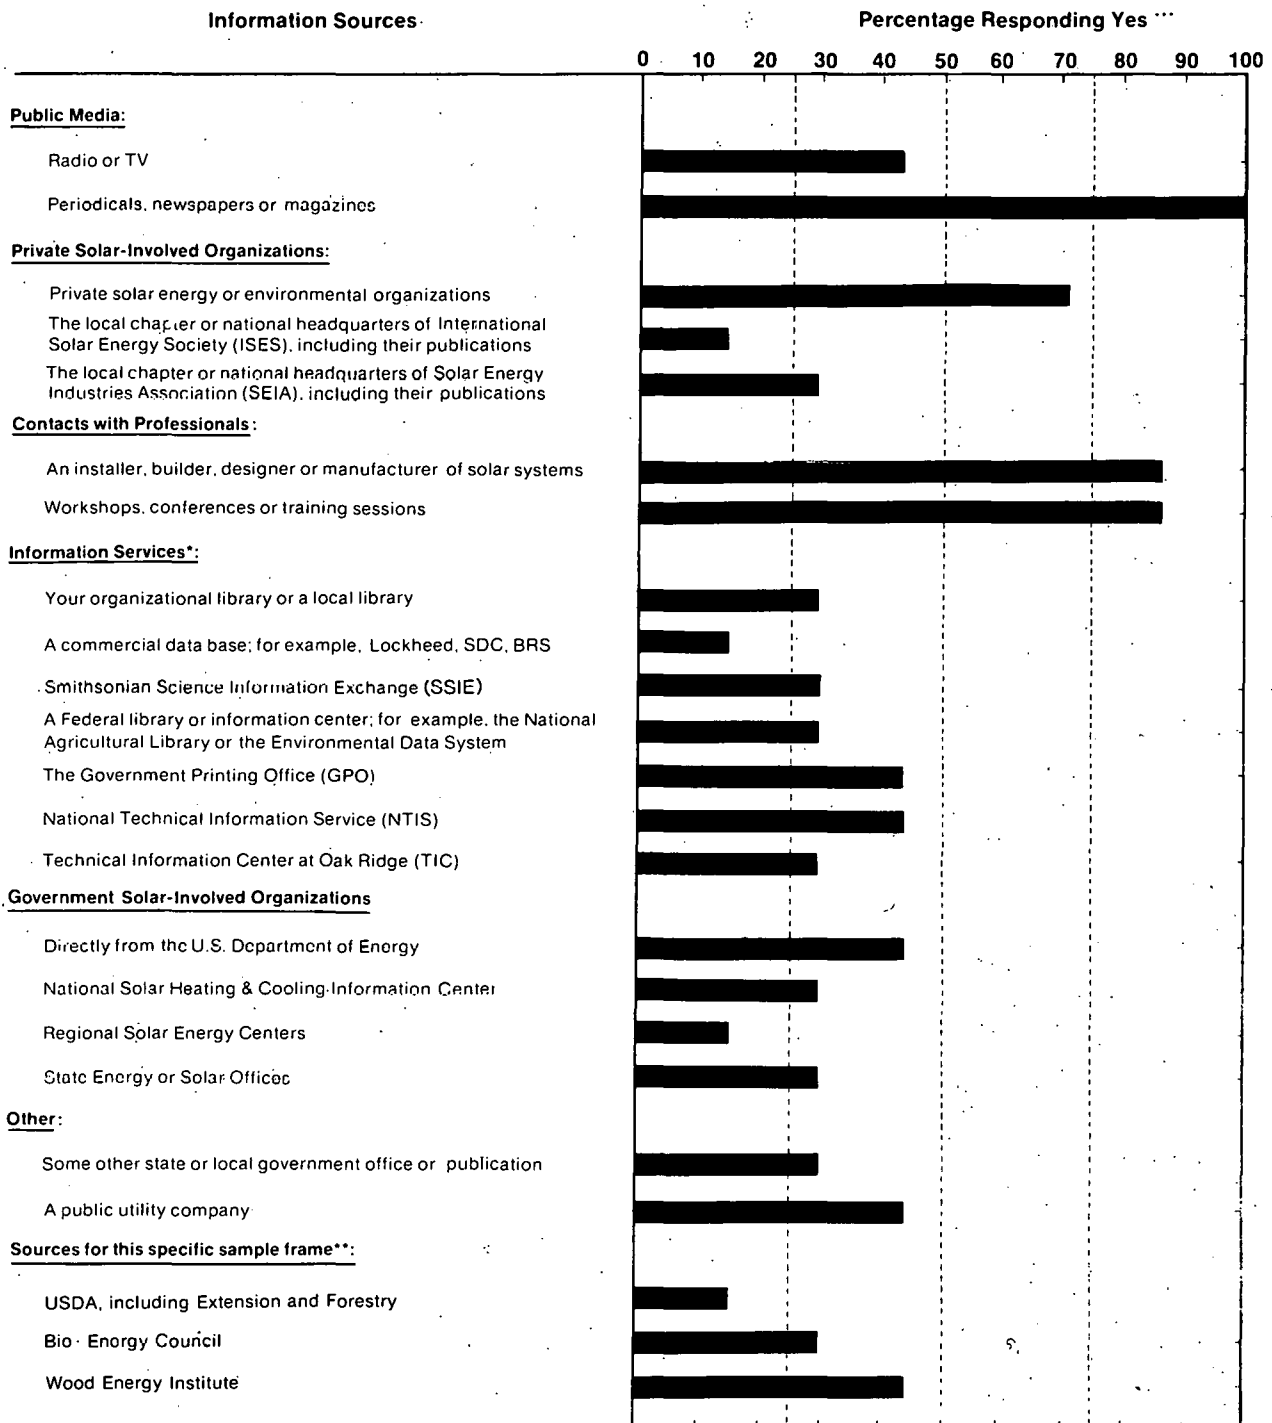 Information Sources
Percentage Responding Yes ***
0 10 20 30 40 50 60 70 80 90 100
Public Media:
Radio or TV
Periodicals, newspapers or magazines
Private Solar-Involved Organizations:
Private solar energy or environmental organizations
The local chapter or national headquarters of International
Solar Energy Society (ISES), including their publications
The local chapter or national headquarters of Solar Energy
Industries Association (SEIA), including their publications
Contacts with Professionals:
An installer, builder, designer or manufacturer of solar systems
Workshops, conferences or training sessions
Information Services*:
Your organizational library or a local library
A commercial data base; for example, Lockheed, SDC, BRS
Smithsonian Science Information Exchange (SSIE)
A Federal library or information center; for example, the National
Agricultural Library or the Environmental Data System
The Government Printing Office (GPO)
National Technical Information Service (NTIS)
Technical Information Center at Oak Ridge (TIC)
Government Solar-Involved Organizations
Directly from the U.S. Department of Energy
National Solar Heating & Cooling Information Center
Regional Solar Energy Centers
State Energy or Solar Offices
Other:
Some other state or local government office or publication
A public utility company
Sources for this specific sample frame**:
USDA, including Extension and Forestry
Bio-Energy Council
Wood Energy Institute